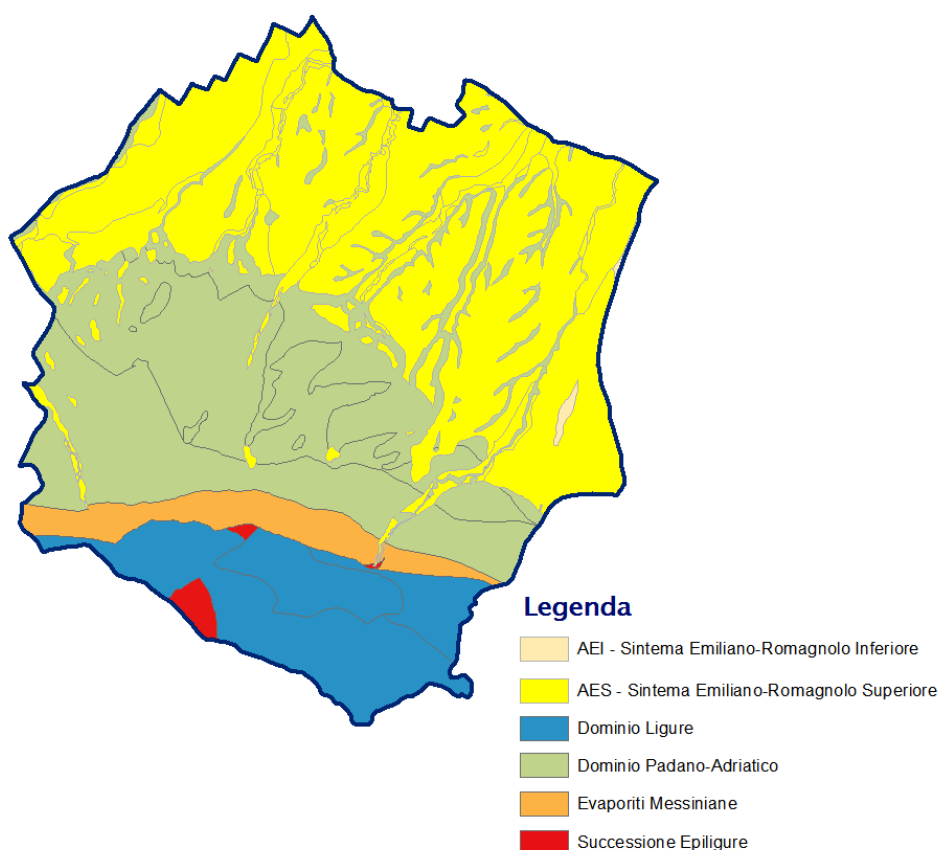 Legenda
AEI - Sintema Emiliano-Romagnolo Inferiore
AES - Sintema Emiliano-Romagnolo Superiore
Dominio Ligure
Dominio Padano-Adriatico
Evaporiti Messiniane
Successione Epiligure